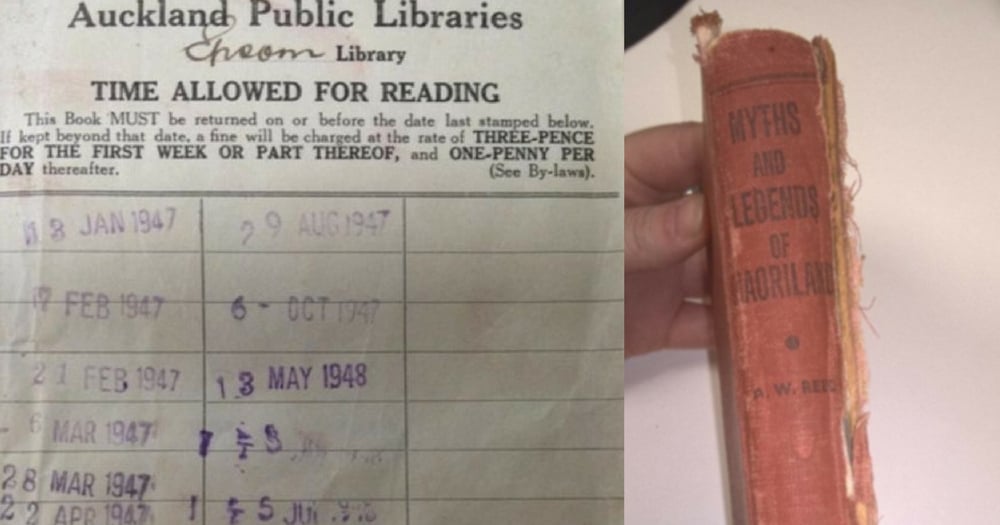 Auckland Public Libraries
Epsom Library
TIME ALLOWED FOR READING
This Book MUST be returned on or before the date last stamped below.
If kept beyond that date, a fine will be charged at the rate of THREE-PENCE
FOR THE FIRST WEEK OR PART THEREOF, and ONE-PENNY PER
DAY thereafter. (See By-laws).
JAN 1947
29 AUG 1947
FEB 1947
6 - OCT 1947
21 FEB 1947
13 MAY 1948
6 MAR 1947
28 MAR 1947
22 APR 1947
MYTHS
AND
LEGENDS
OF
MAORILAND
A. W. REED